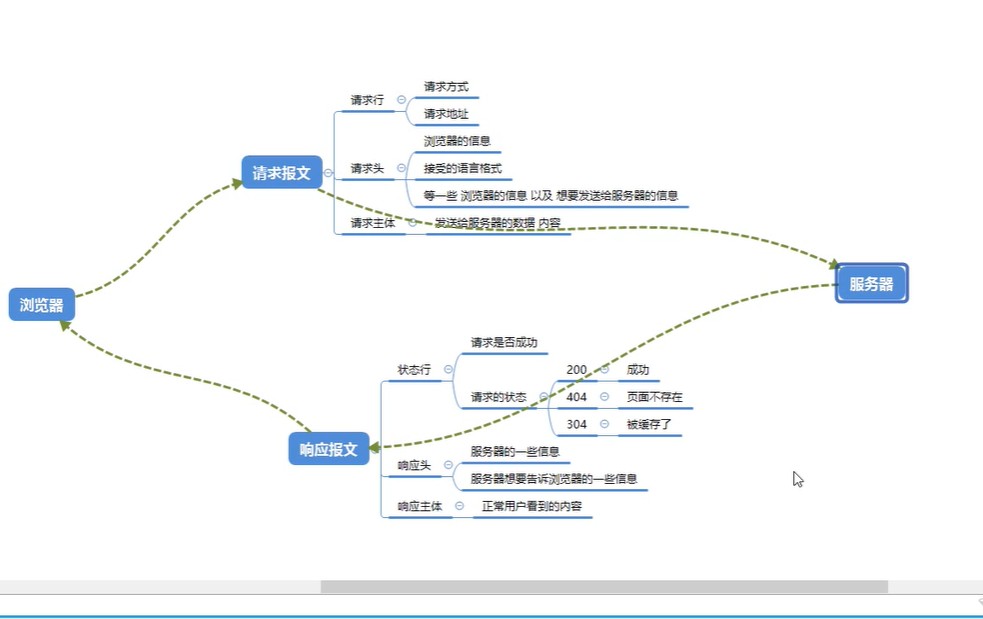 请求方式
请求行
请求地址
浏览器的信息
请求报文
请求头
接受的语言格式
等一些 浏览器的信息 以及 想要发送给服务器的信息
请求主体
发送给服务器的数据 内容
服务器
浏览器
请求是否成功
状态行
200
成功
请求的状态
404
页面不存在
304
被缓存了
响应报文
服务器的一些信息
响应头
服务器想要告诉浏览器的一些信息
响应主体
正常用户看到的内容